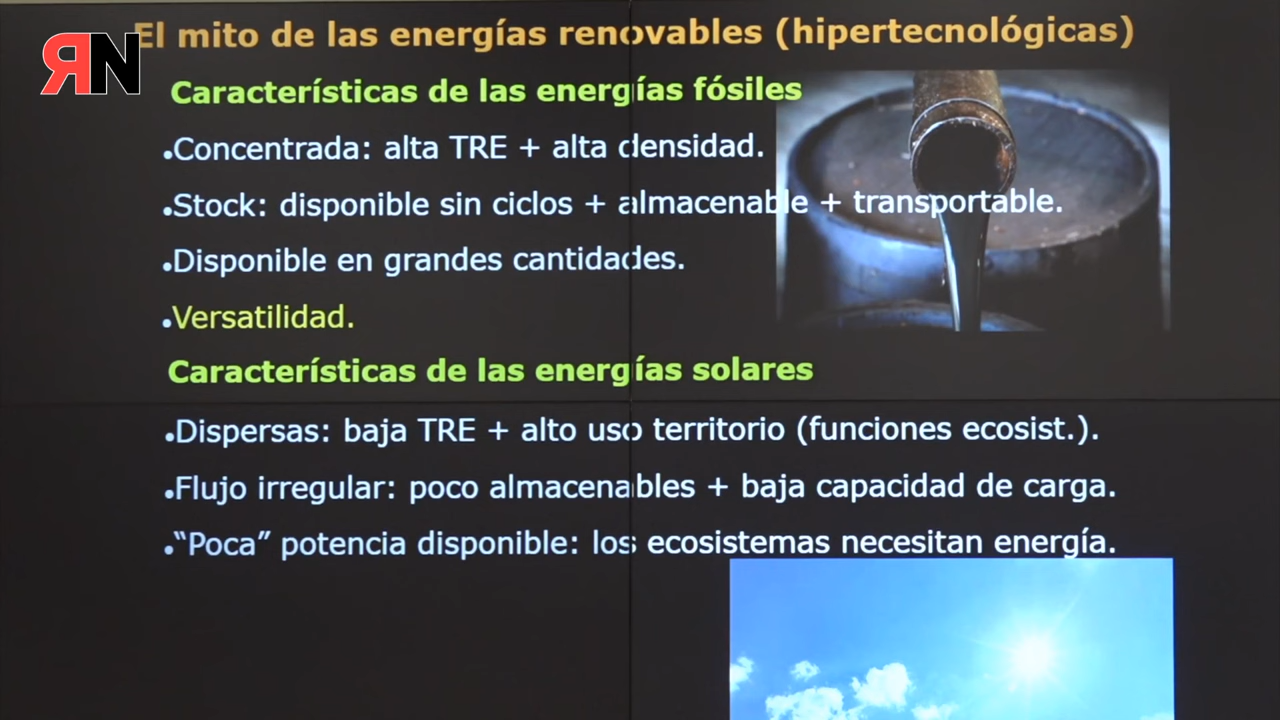 ЯN
El mito de las energías renovables (hipertecnológicas)
Características de las energías fósiles
•Concentrada: alta TRE + alta densidad.
•Stock: disponible sin ciclos + almacenable + transportable.
•Disponible en grandes cantidades.
•Versatilidad.
Características de las energías solares
•Dispersas: baja TRE + alto uso territorio (funciones ecosist.).
•Flujo irregular: poco almacenables + baja capacidad de carga.
•“Poca” potencia disponible: los ecosistemas necesitan energía.